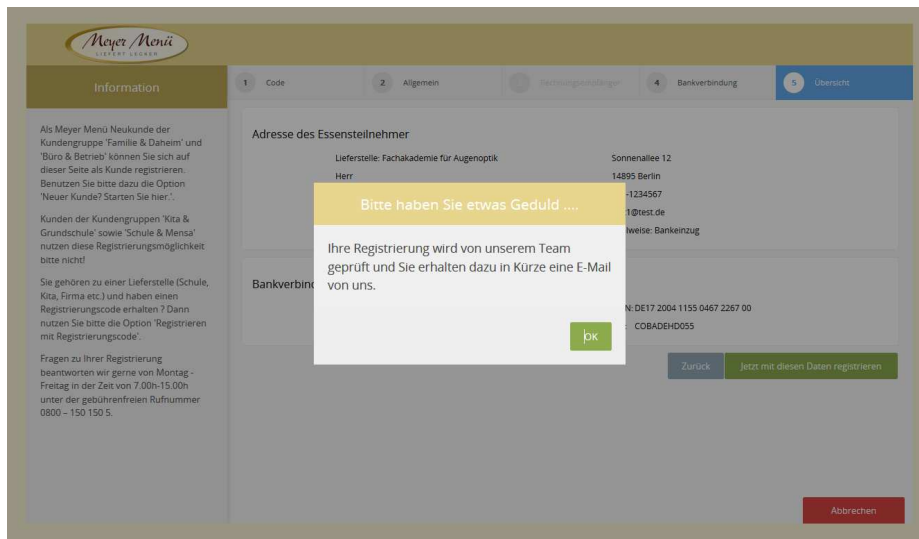 Meyer Menü
LIEFERT LECKER
Information
1 Code
2 Allgemein
4 Bankverbindung
5 Übersicht
Als Meyer Menü Neukunde der
Kundengruppe 'Familie & Daheim' und
'Büro & Betrieb' können Sie sich auf
dieser Seite als Kunde registrieren.
Benutzen Sie bitte dazu die Option
'Neuer Kunde? Starten Sie hier.'.
Kunden der Kundengruppen 'Kita &
Grundschule' sowie 'Schule & Mensa'
nutzen diese Registrierungsmöglichkeit
bitte nicht!
Sie gehören zu einer Lieferstelle (Schule,
Kita, Firma etc.) und haben einen
Registrierungscode erhalten ? Dann
nutzen Sie bitte die Option 'Registrieren
mit Registrierungscode'.
Fragen zu Ihrer Registrierung
beantworten wir gerne von Montag -
Freitag in der Zeit von 7.00h-15.00h
unter der gebührenfreien Rufnummer
0800 – 150 150 5.
Adresse des Essensteilnehmer
Lieferstelle: Fachakademie für Augenoptik
Herr
Sonnenallee 12
14895 Berlin
-1234567
1@test.de
lweise: Bankeinzug
Bitte haben Sie etwas Geduld ....
Ihre Registrierung wird von unserem Team
geprüft und Sie erhalten dazu in Kürze eine E-Mail
von uns.
OK
Bankverbind
N: DE17 2004 1155 0467 2267 00
: COBADEHD055
Zurück
Jetzt mit diesen Daten registrieren
Abbrechen